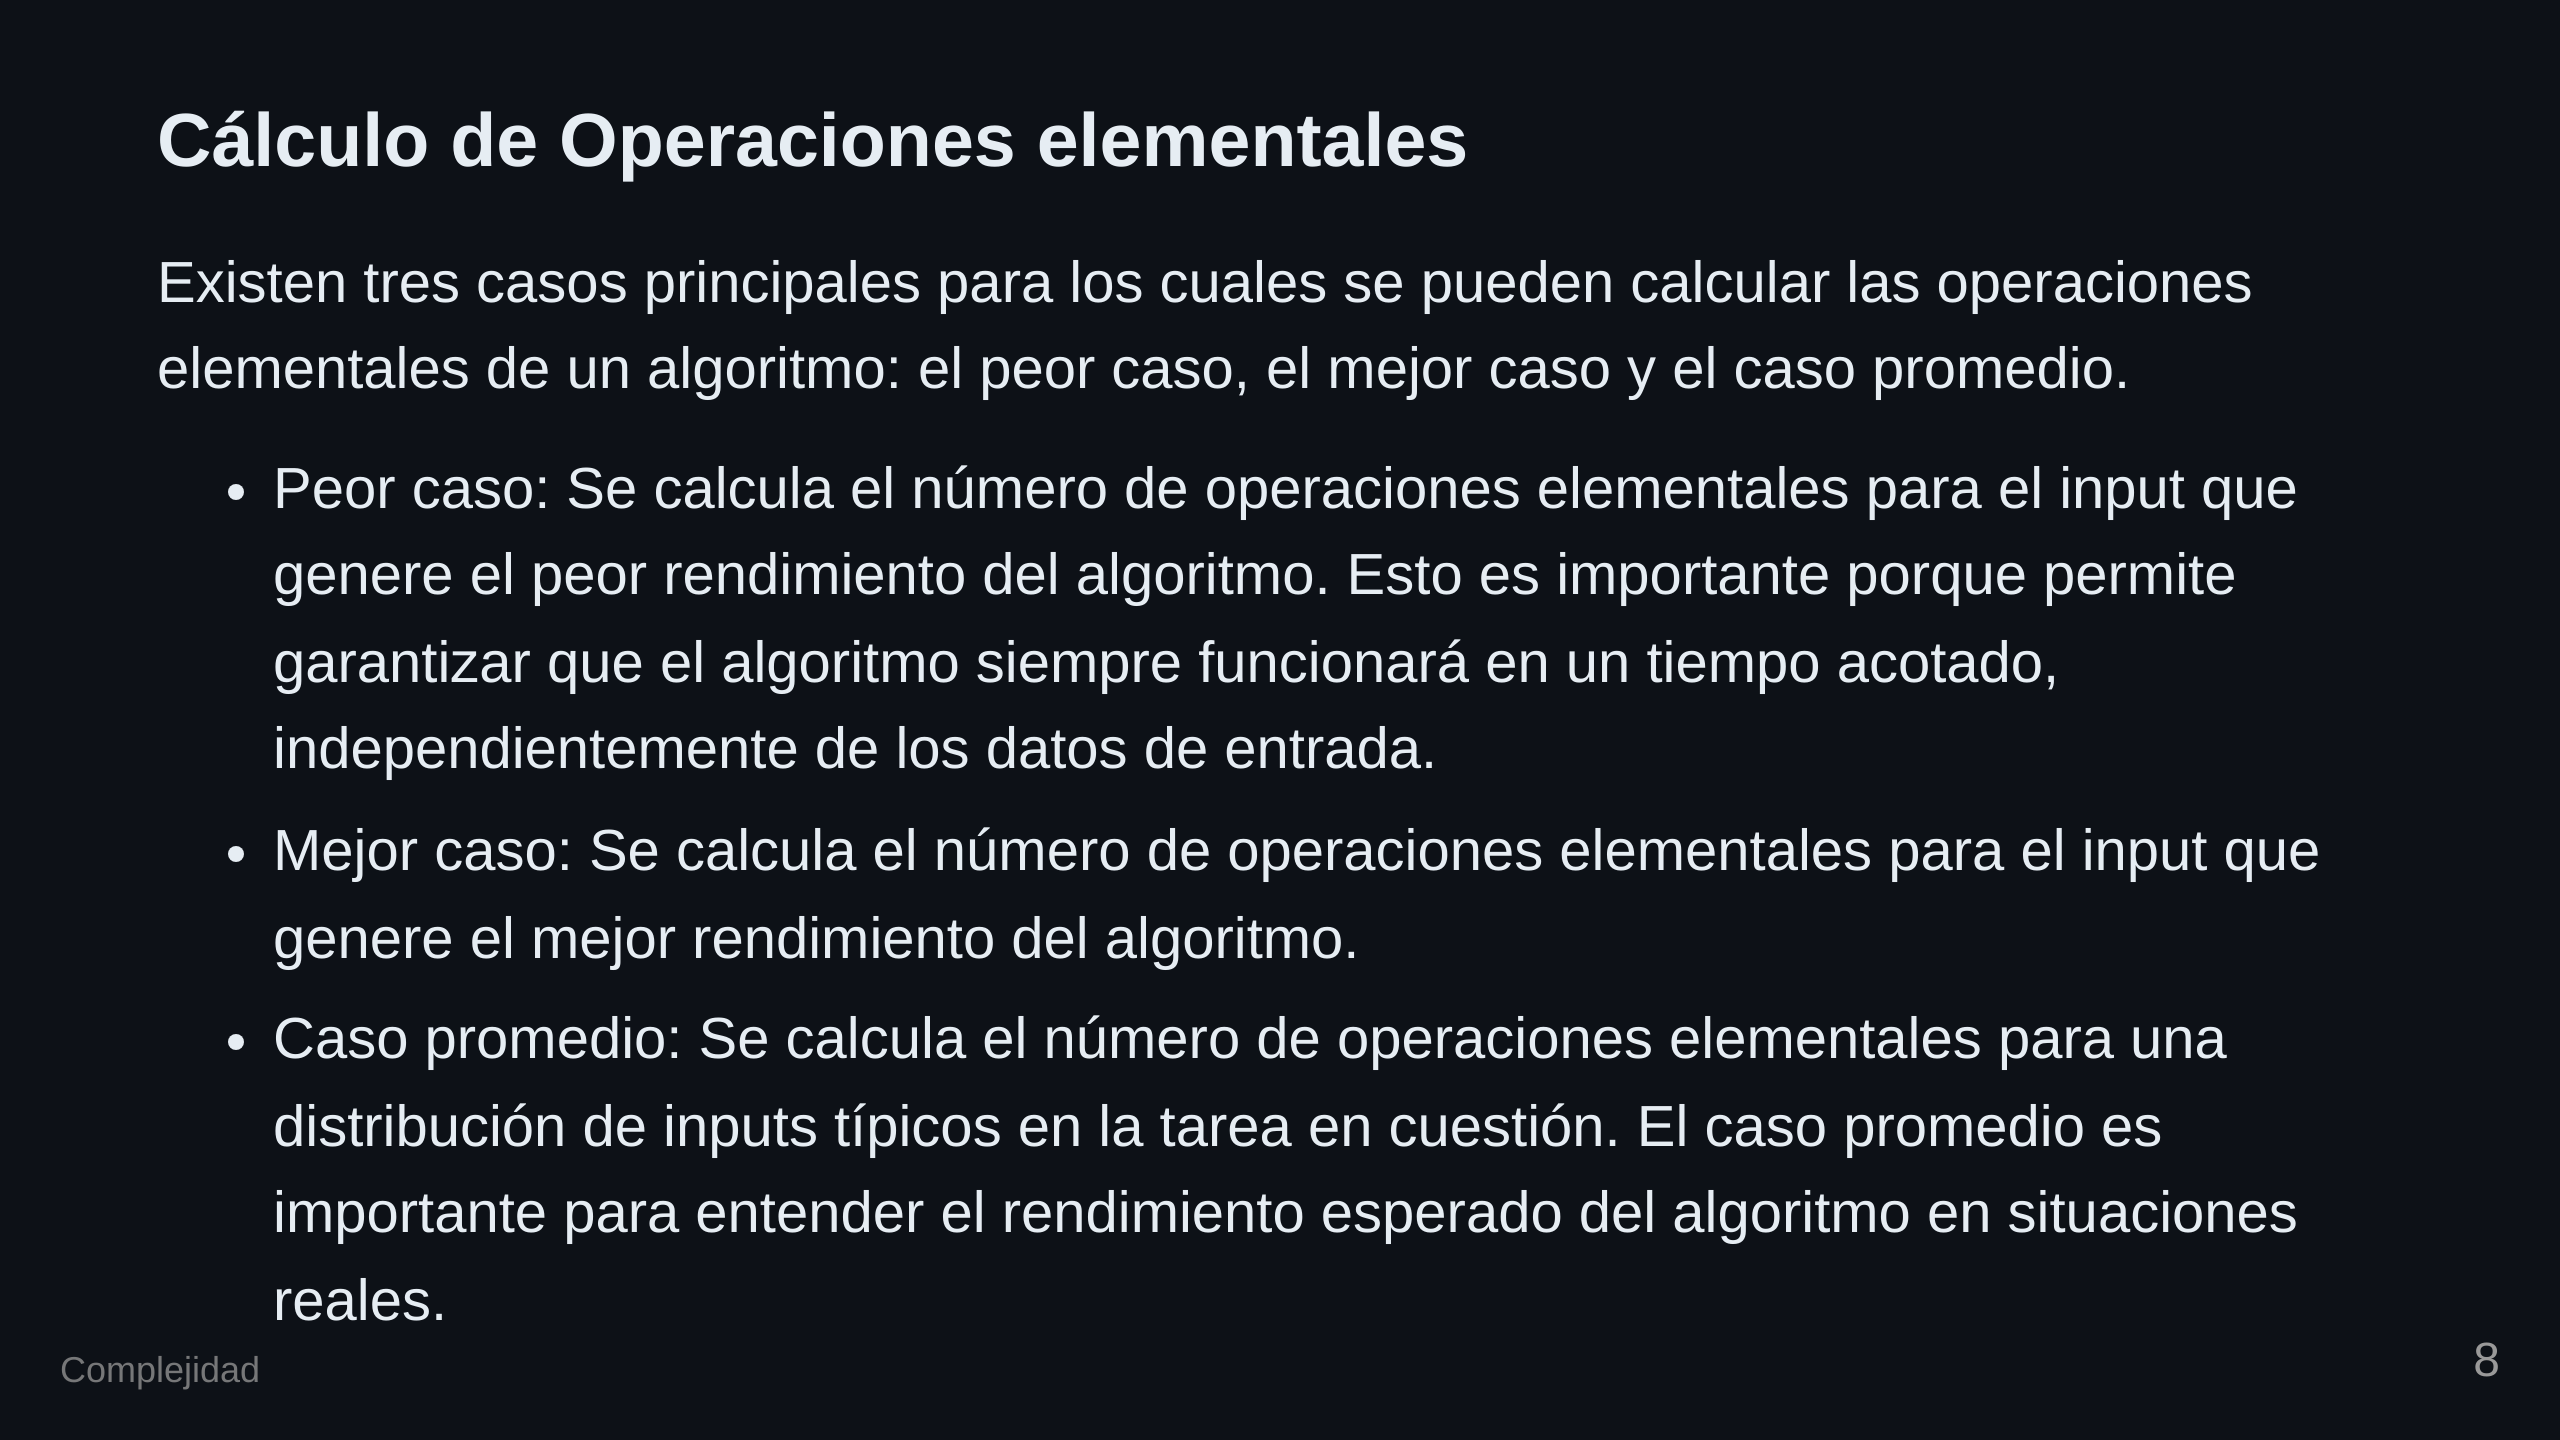 Cálculo de Operaciones elementales
Existen tres casos principales para los cuales se pueden calcular las operaciones
elementales de un algoritmo: el peor caso, el mejor caso y el caso promedio.
• Peor caso: Se calcula el número de operaciones elementales para el input que
genere el peor rendimiento del algoritmo. Esto es importante porque permite
garantizar que el algoritmo siempre funcionará en un tiempo acotado,
independientemente de los datos de entrada.
• Mejor caso: Se calcula el número de operaciones elementales para el input que
genere el mejor rendimiento del algoritmo.
• Caso promedio: Se calcula el número de operaciones elementales para una
distribución de inputs típicos en la tarea en cuestión. El caso promedio es
importante para entender el rendimiento esperado del algoritmo en situaciones
reales.
Complejidad
8